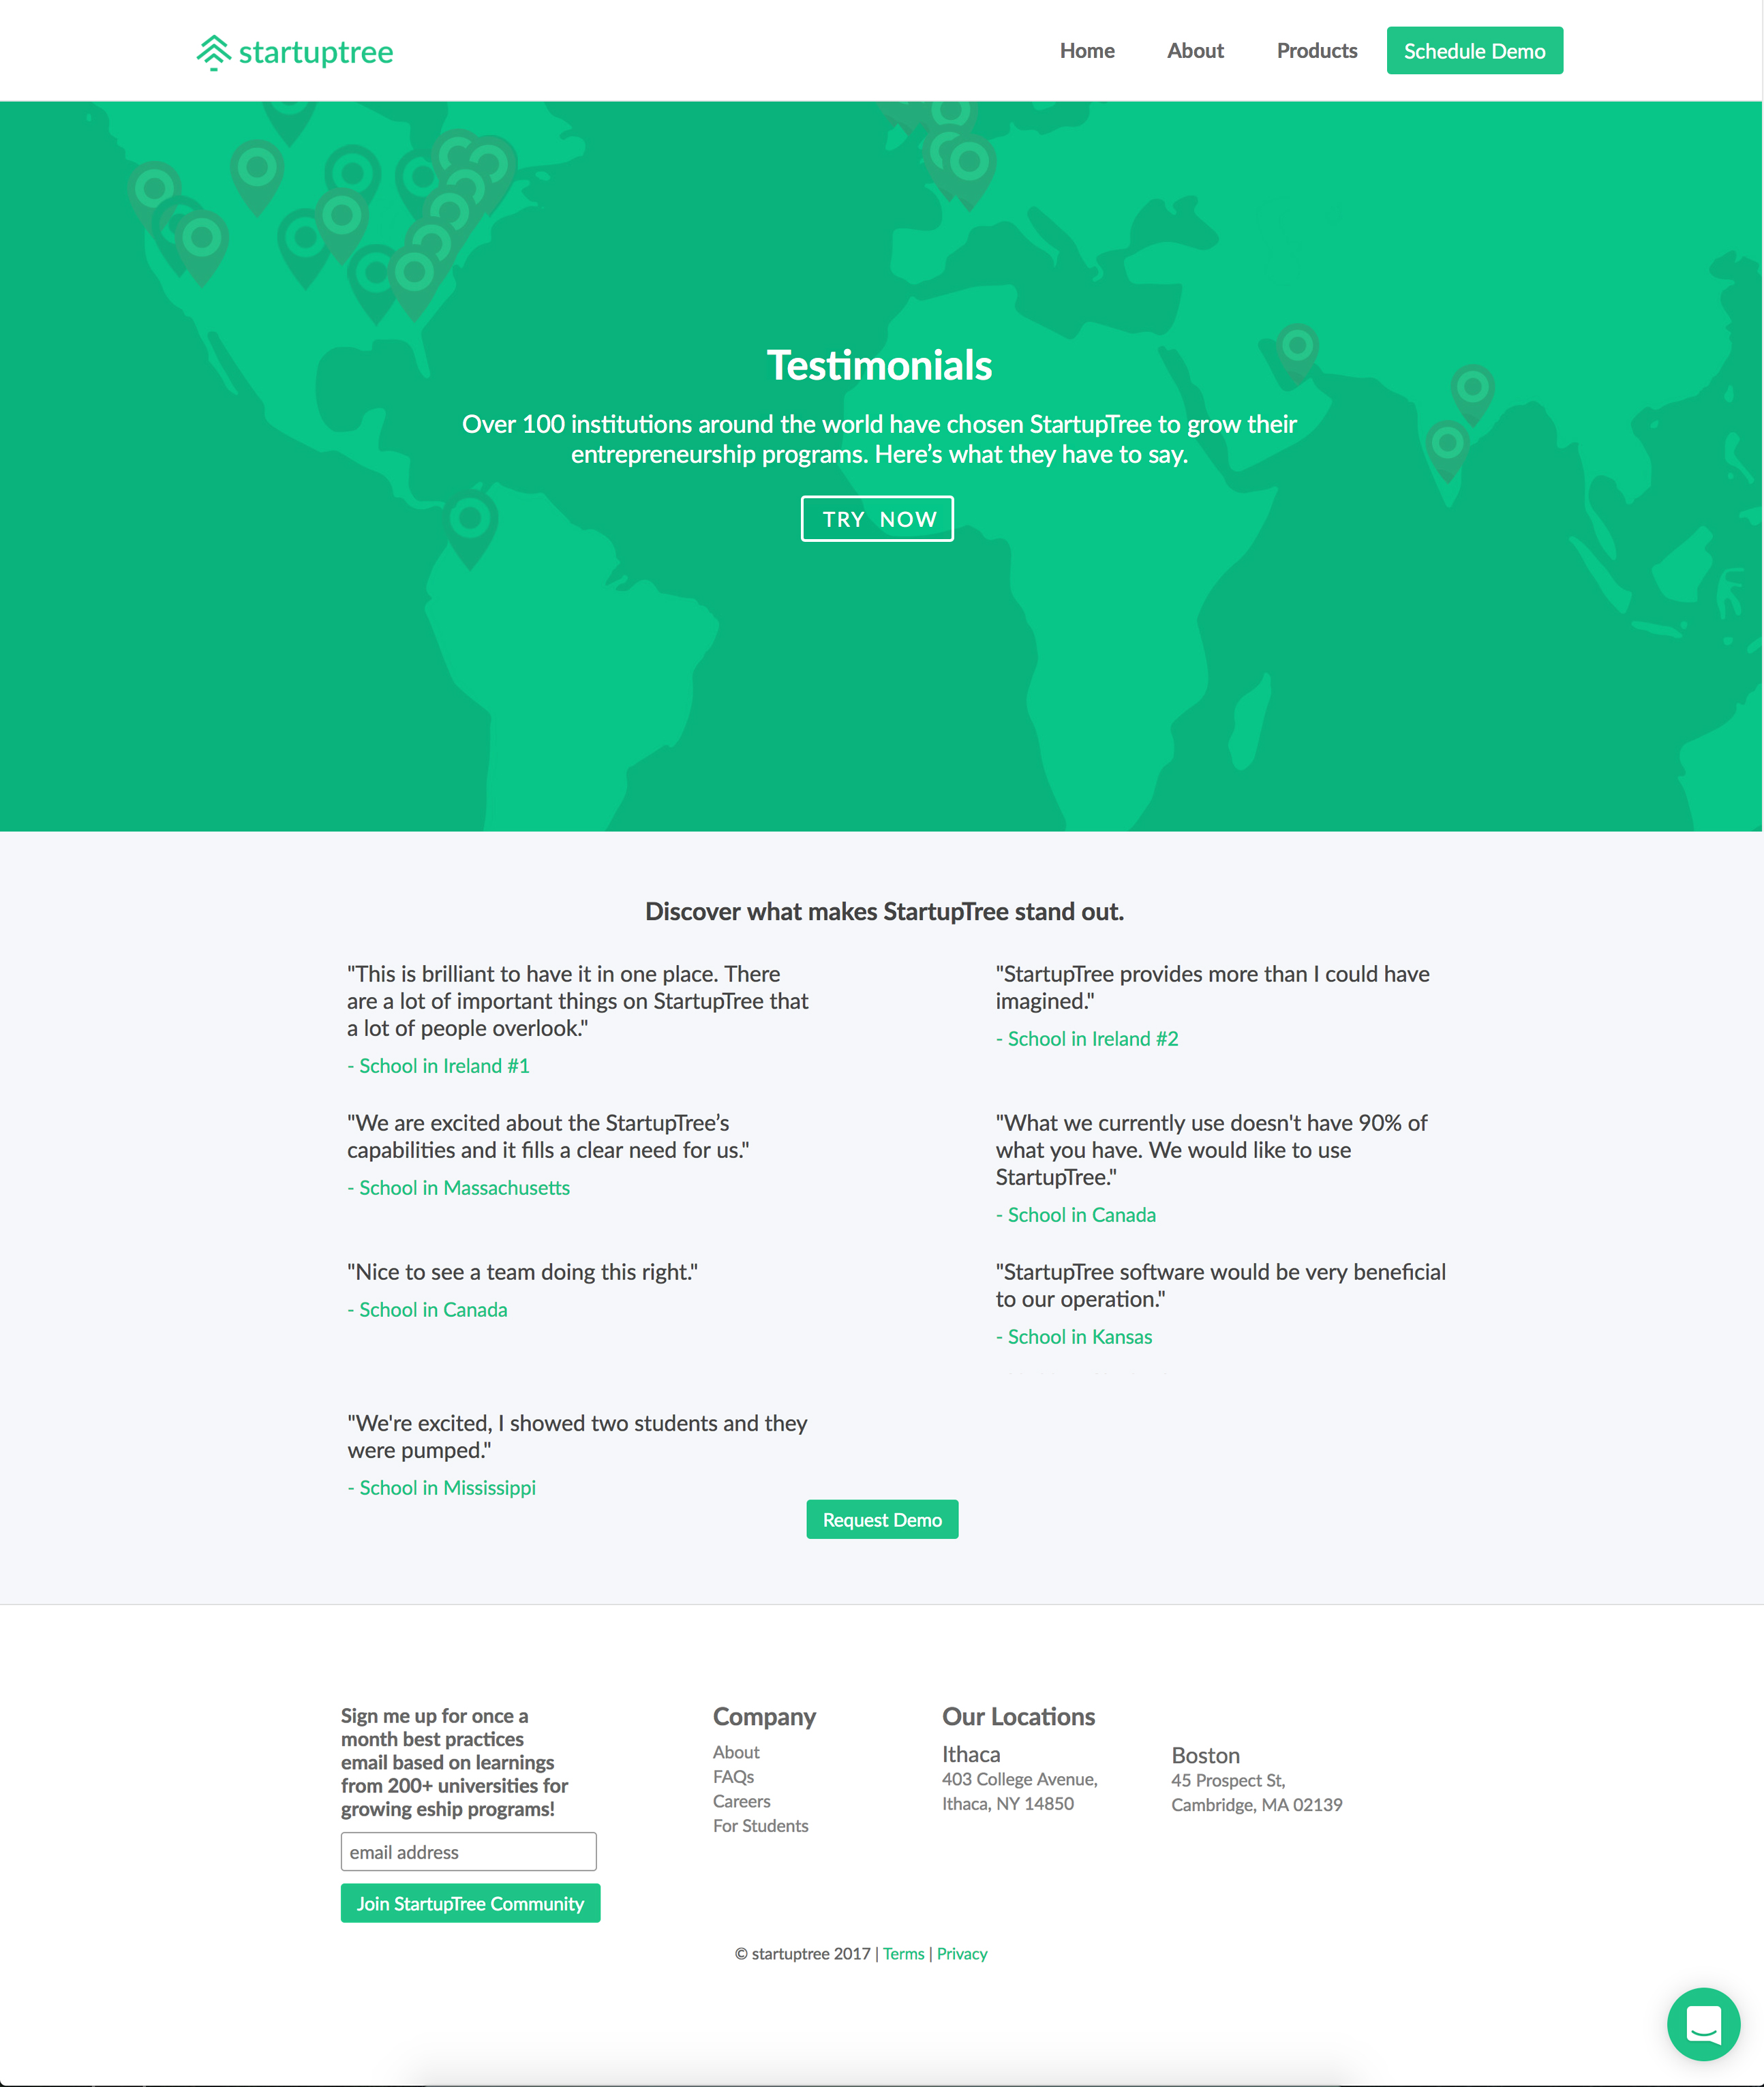 startuptree
Home
About
Products
Schedule Demo
Testimonials
Over 100 institutions around the world have chosen StartupTree to grow their
entrepreneurship programs. Here’s what they have to say.
TRY NOW
Discover what makes StartupTree stand out.
"This is brilliant to have it in one place. There
are a lot of important things on StartupTree that
a lot of people overlook."
- School in Ireland #1
"StartupTree provides more than I could have
imagined."
- School in Ireland #2
"We are excited about the StartupTree’s
capabilities and it fills a clear need for us."
- School in Massachusetts
"What we currently use doesn't have 90% of
what you have. We would like to use
StartupTree."
- School in Canada
"Nice to see a team doing this right."
- School in Canada
"StartupTree software would be very beneficial
to our operation."
- School in Kansas
"We're excited, I showed two students and they
were pumped."
- School in Mississippi
Request Demo
Sign me up for once a
month best practices
email based on learnings
from 200+ universities for
growing eship programs!
email address
Join StartupTree Community
Company
About
FAQs
Careers
For Students
Our Locations
Ithaca
403 College Avenue,
Ithaca, NY 14850
Boston
45 Prospect St,
Cambridge, MA 02139
© startuptree 2017 | Terms | Privacy